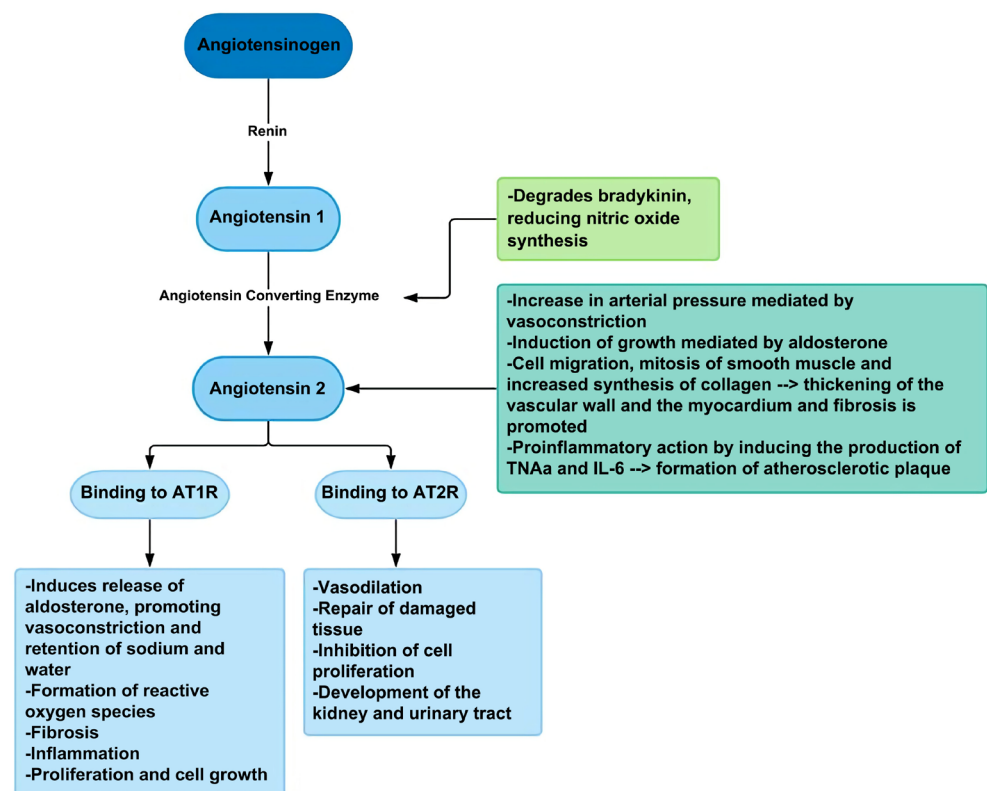 Angiotensinogen
Renin
Angiotensin 1
-Degrades bradykinin,
reducing nitric oxide
synthesis
Angiotensin Converting Enzyme
-Increase in arterial pressure mediated by
vasoconstriction
-Induction of growth mediated by aldosterone
-Cell migration, mitosis of smooth muscle and
increased synthesis of collagen --> thickening of the
vascular wall and the myocardium and fibrosis is
promoted
-Proinflammatory action by inducing the production of
TNAa and IL-6 --> formation of atherosclerotic plaque
Angiotensin 2
Binding to AT1R
Binding to AT2R
-Induces release of
aldosterone, promoting
vasoconstriction and
retention of sodium and
water
-Formation of reactive
oxygen species
-Fibrosis
-Inflammation
-Proliferation and cell growth
-Vasodilation
-Repair of damaged
tissue
-Inhibition of cell
proliferation
-Development of the
kidney and urinary tract